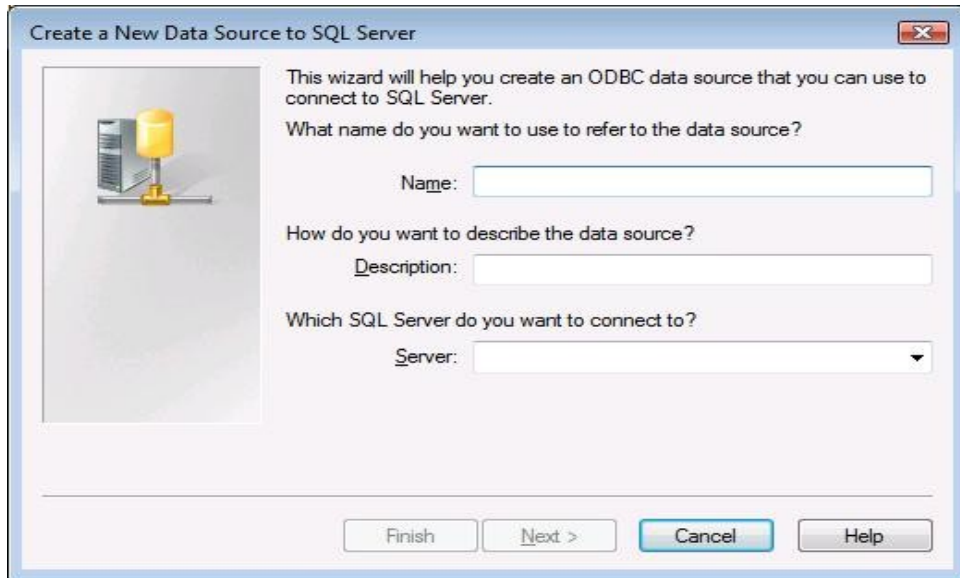 Create a New Data Source to SQL Server
This wizard will help you create an ODBC data source that you can use to
connect to SQL Server.
What name do you want to use to refer to the data source?
Name:
How do you want to describe the data source?
Description:
Which SQL Server do you want to connect to?
Server:
Finish
Next >
Cancel
Help